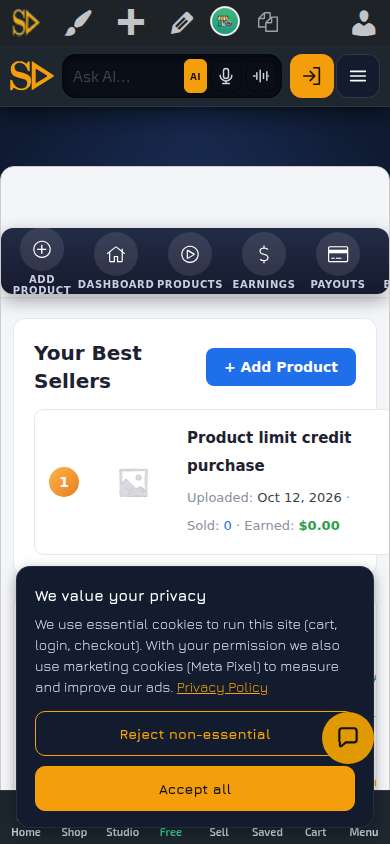 SD
SD
Ask AI...
AI
ADD
PRODUCT
DASHBOARD
PRODUCTS
EARNINGS
PAYOUTS
Your Best
Sellers
+ Add Product
1
Product limit credit
purchase
Uploaded: Oct 12, 2026 ·
Sold: 0 · Earned: $0.00
We value your privacy
We use essential cookies to run this site (cart,
login, checkout). With your permission we also
use marketing cookies (Meta Pixel) to measure
and improve our ads. Privacy Policy
Reject non-essential
Accept all
Home Shop Studio Free Sell Saved Cart Menu